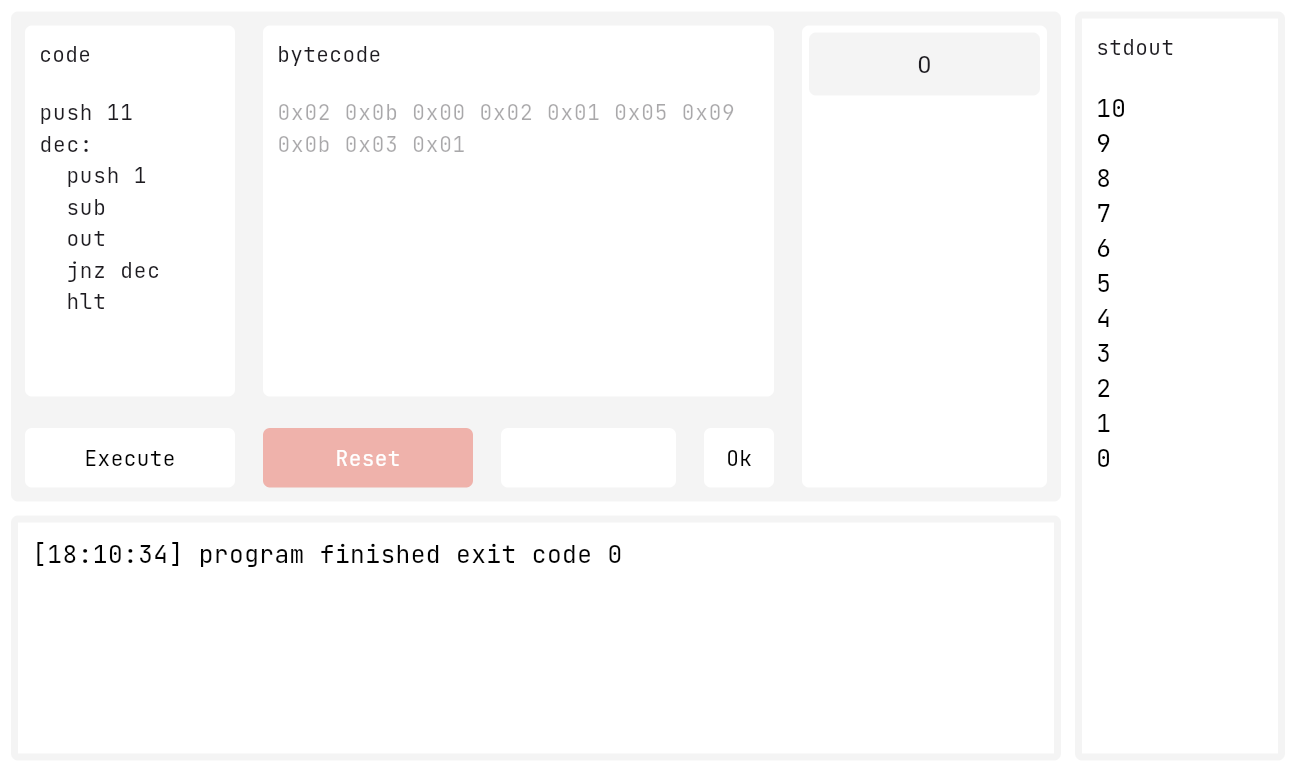 code
push 11
dec:
  push 1
  sub
  out
  jnz dec
  hlt
bytecode
0x02 0x0b 0x00 0x02 0x01 0x05 0x09
0x0b 0x03 0x01
0
Execute
Reset
Ok
[18:10:34] program finished exit code 0
stdout
10
9
8
7
6
5
4
3
2
1
0